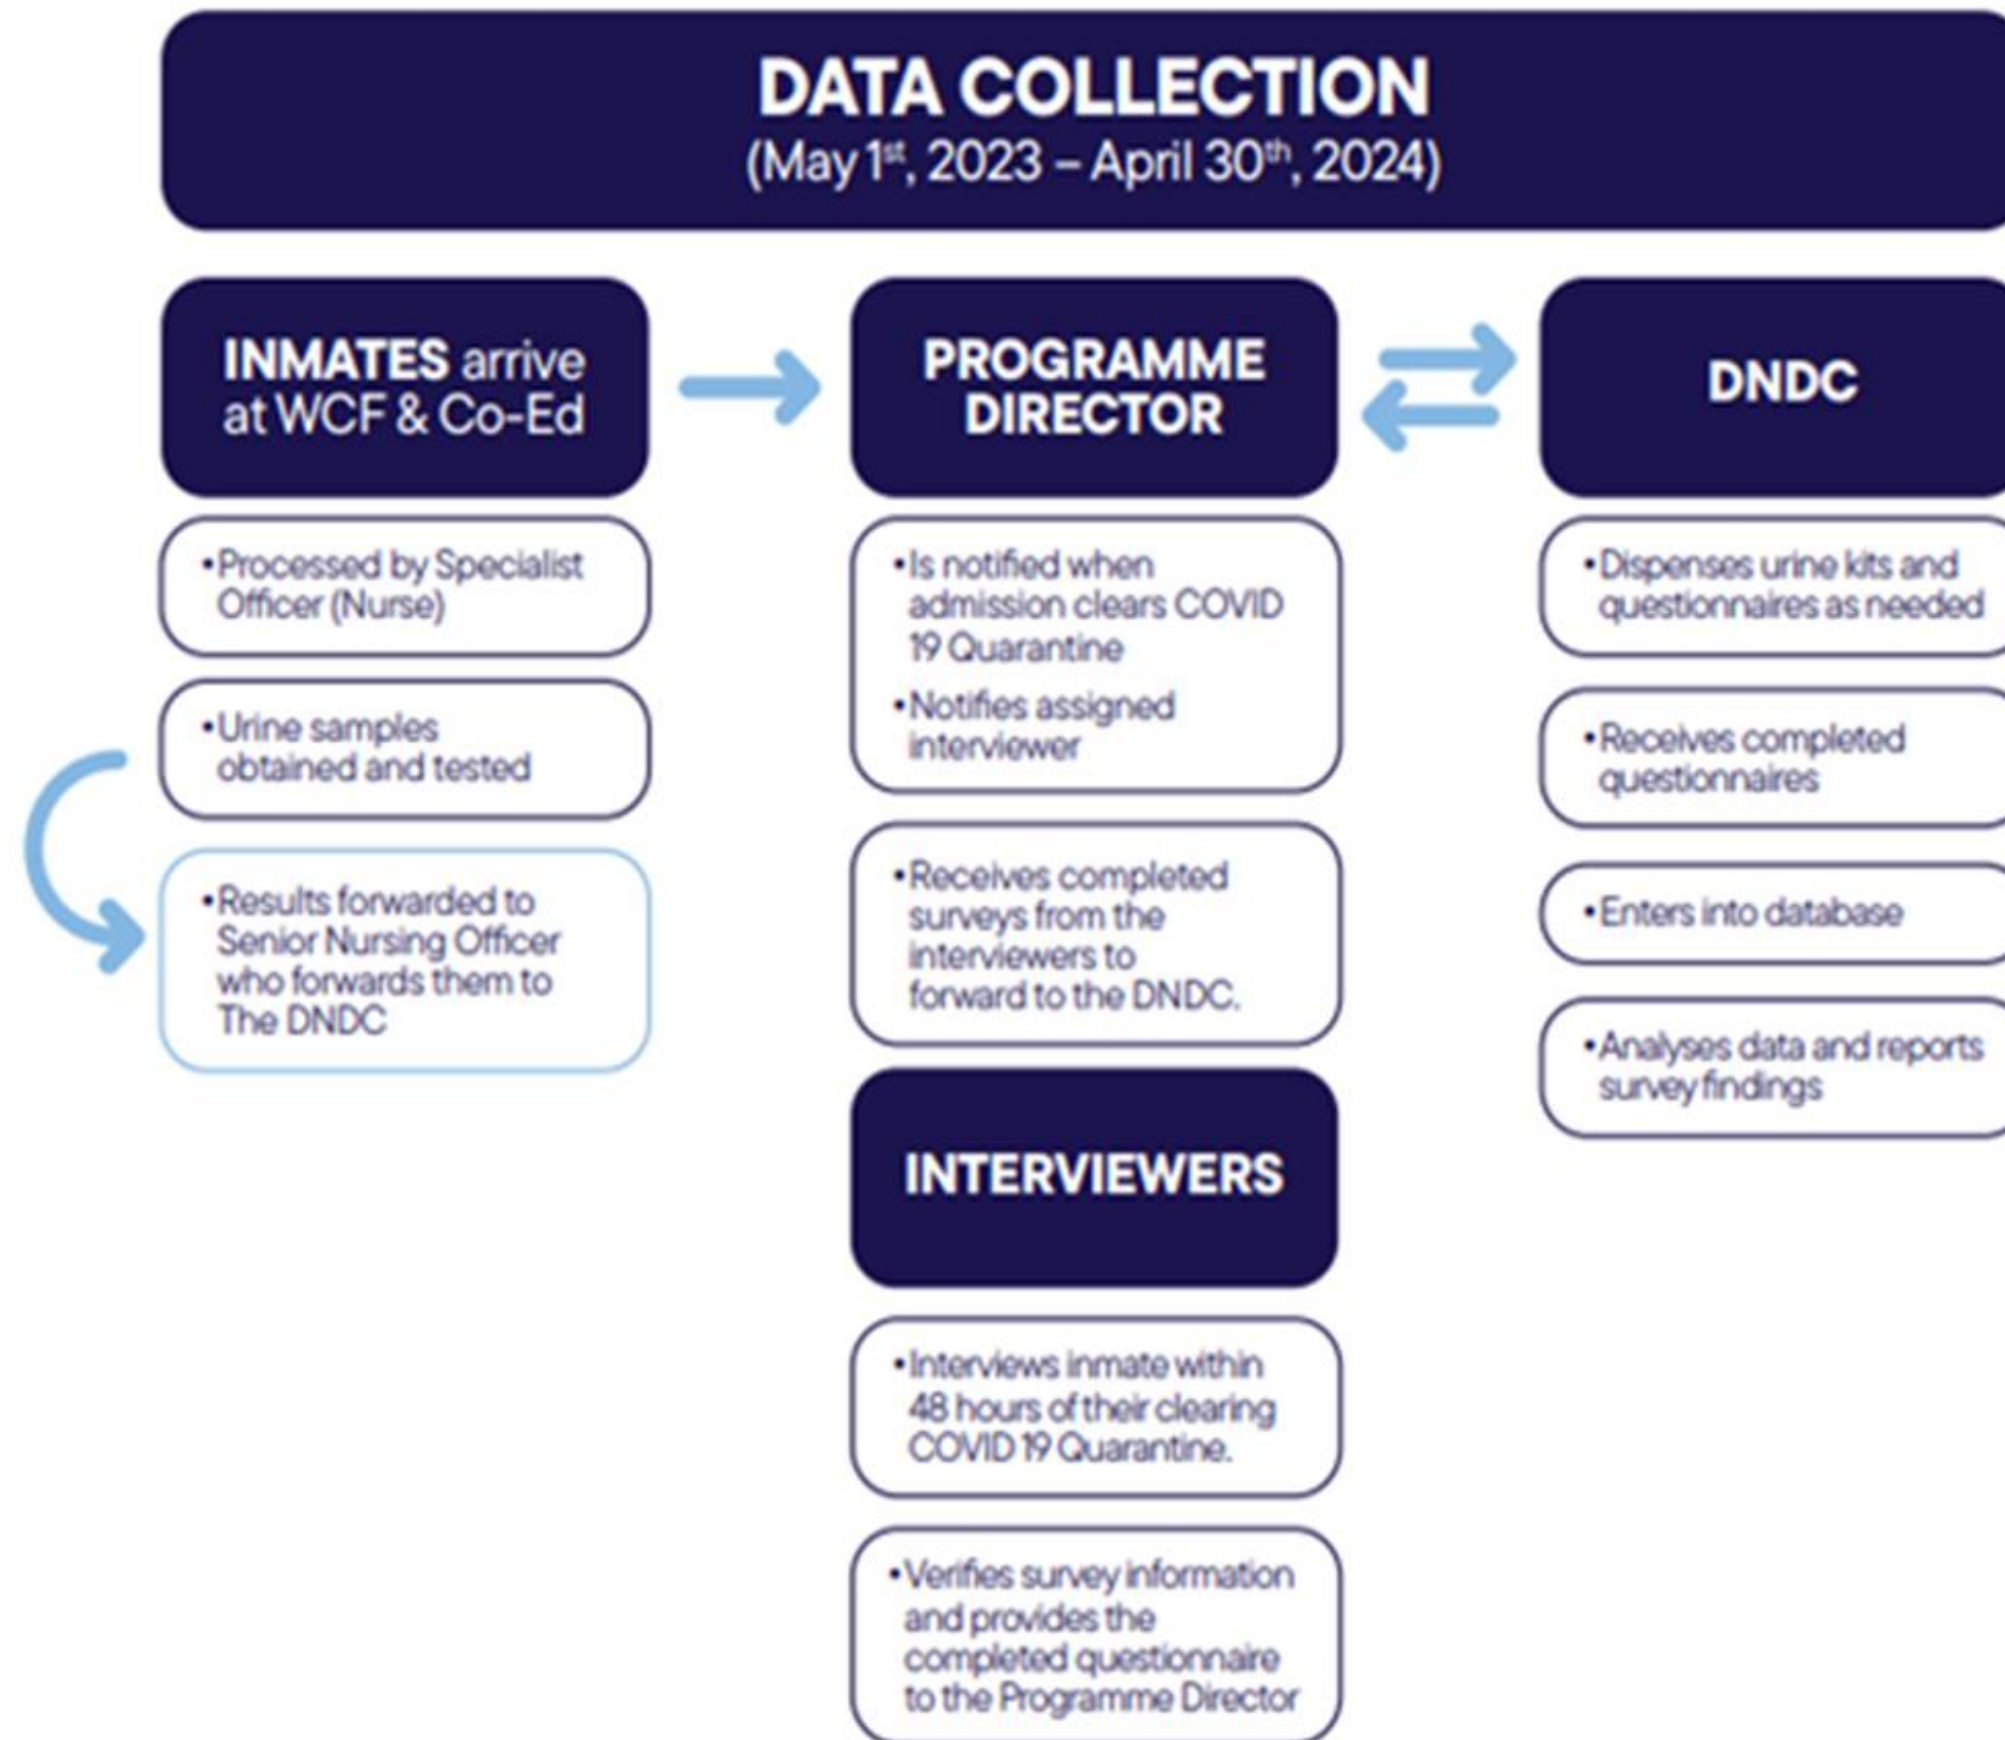 DATA COLLECTION
(May 1st, 2023 – April 30th, 2024)
INMATES arrive
at WCF & Co-Ed
•Processed by Specialist
Officer (Nurse)
•Urine samples
obtained and tested
•Results forwarded to
Senior Nursing Officer
who forwards them to
The DNDC
PROGRAMME
DIRECTOR
•Is notified when
admission clears COVID
19 Quarantine
•Notifies assigned
interviewer
•Receives completed
surveys from the
interviewers to
forward to the DNDC.
INTERVIEWERS
•Interviews inmate within
48 hours of their clearing
COVID 19 Quarantine.
•Verifies survey information
and provides the
completed questionnaire
to the Programme Director
DNDC
•Dispenses urine kits and
questionnaires as needed
•Receives completed
questionnaires
•Enters into database
•Analyses data and reports
survey findings